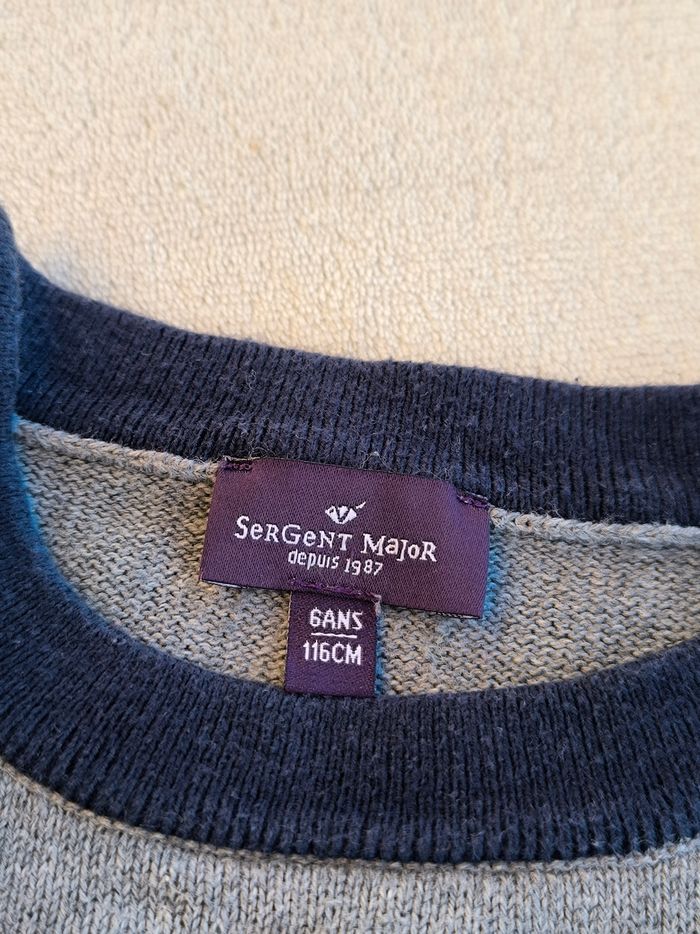 SerGeNT MaJoR
depuis 1987
6ANS
116CM